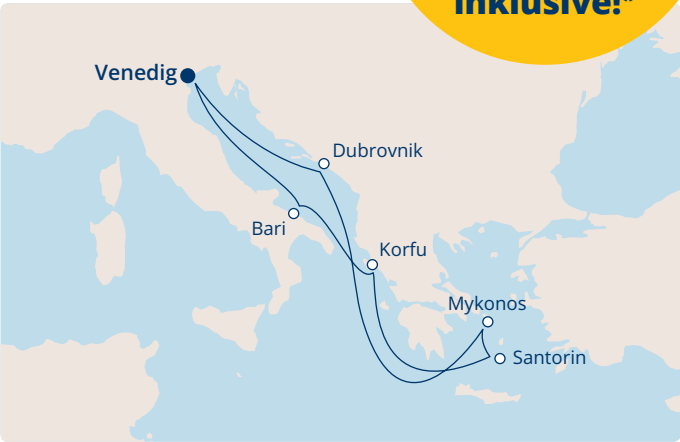 inklusive!*
Venedig
Dubrovnik
Bari
Korfu
Mykonos
Santorin